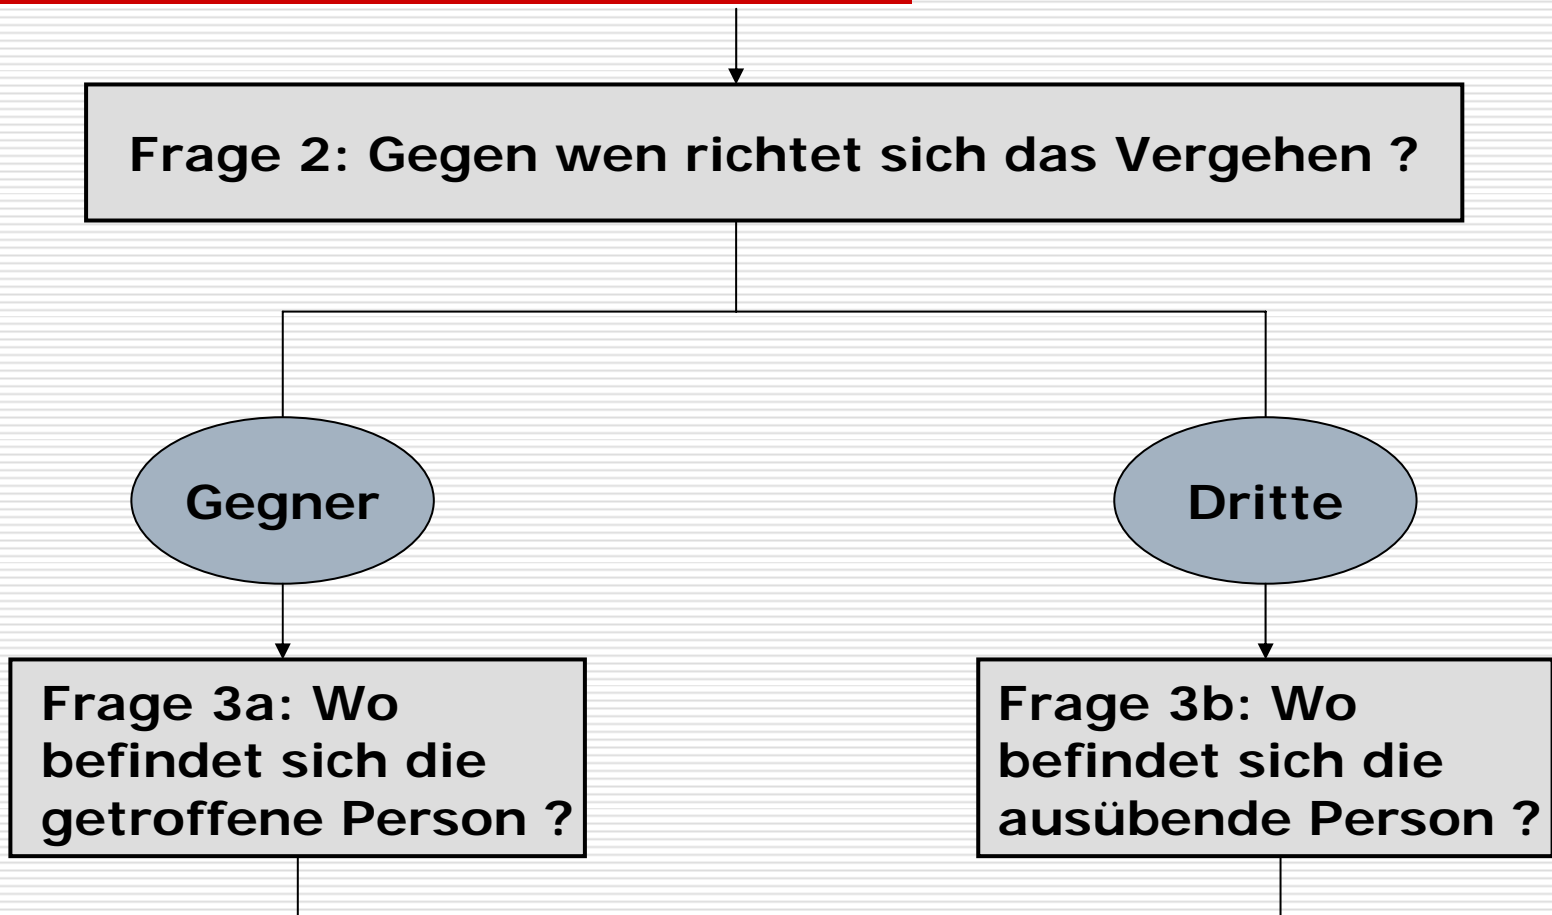 Frage 2: Gegen wen richtet sich das Vergehen ?
Gegner
Dritte
Frage 3a: Wo
befindet sich die
getroffene Person ?
Frage 3b: Wo
befindet sich die
ausübende Person ?